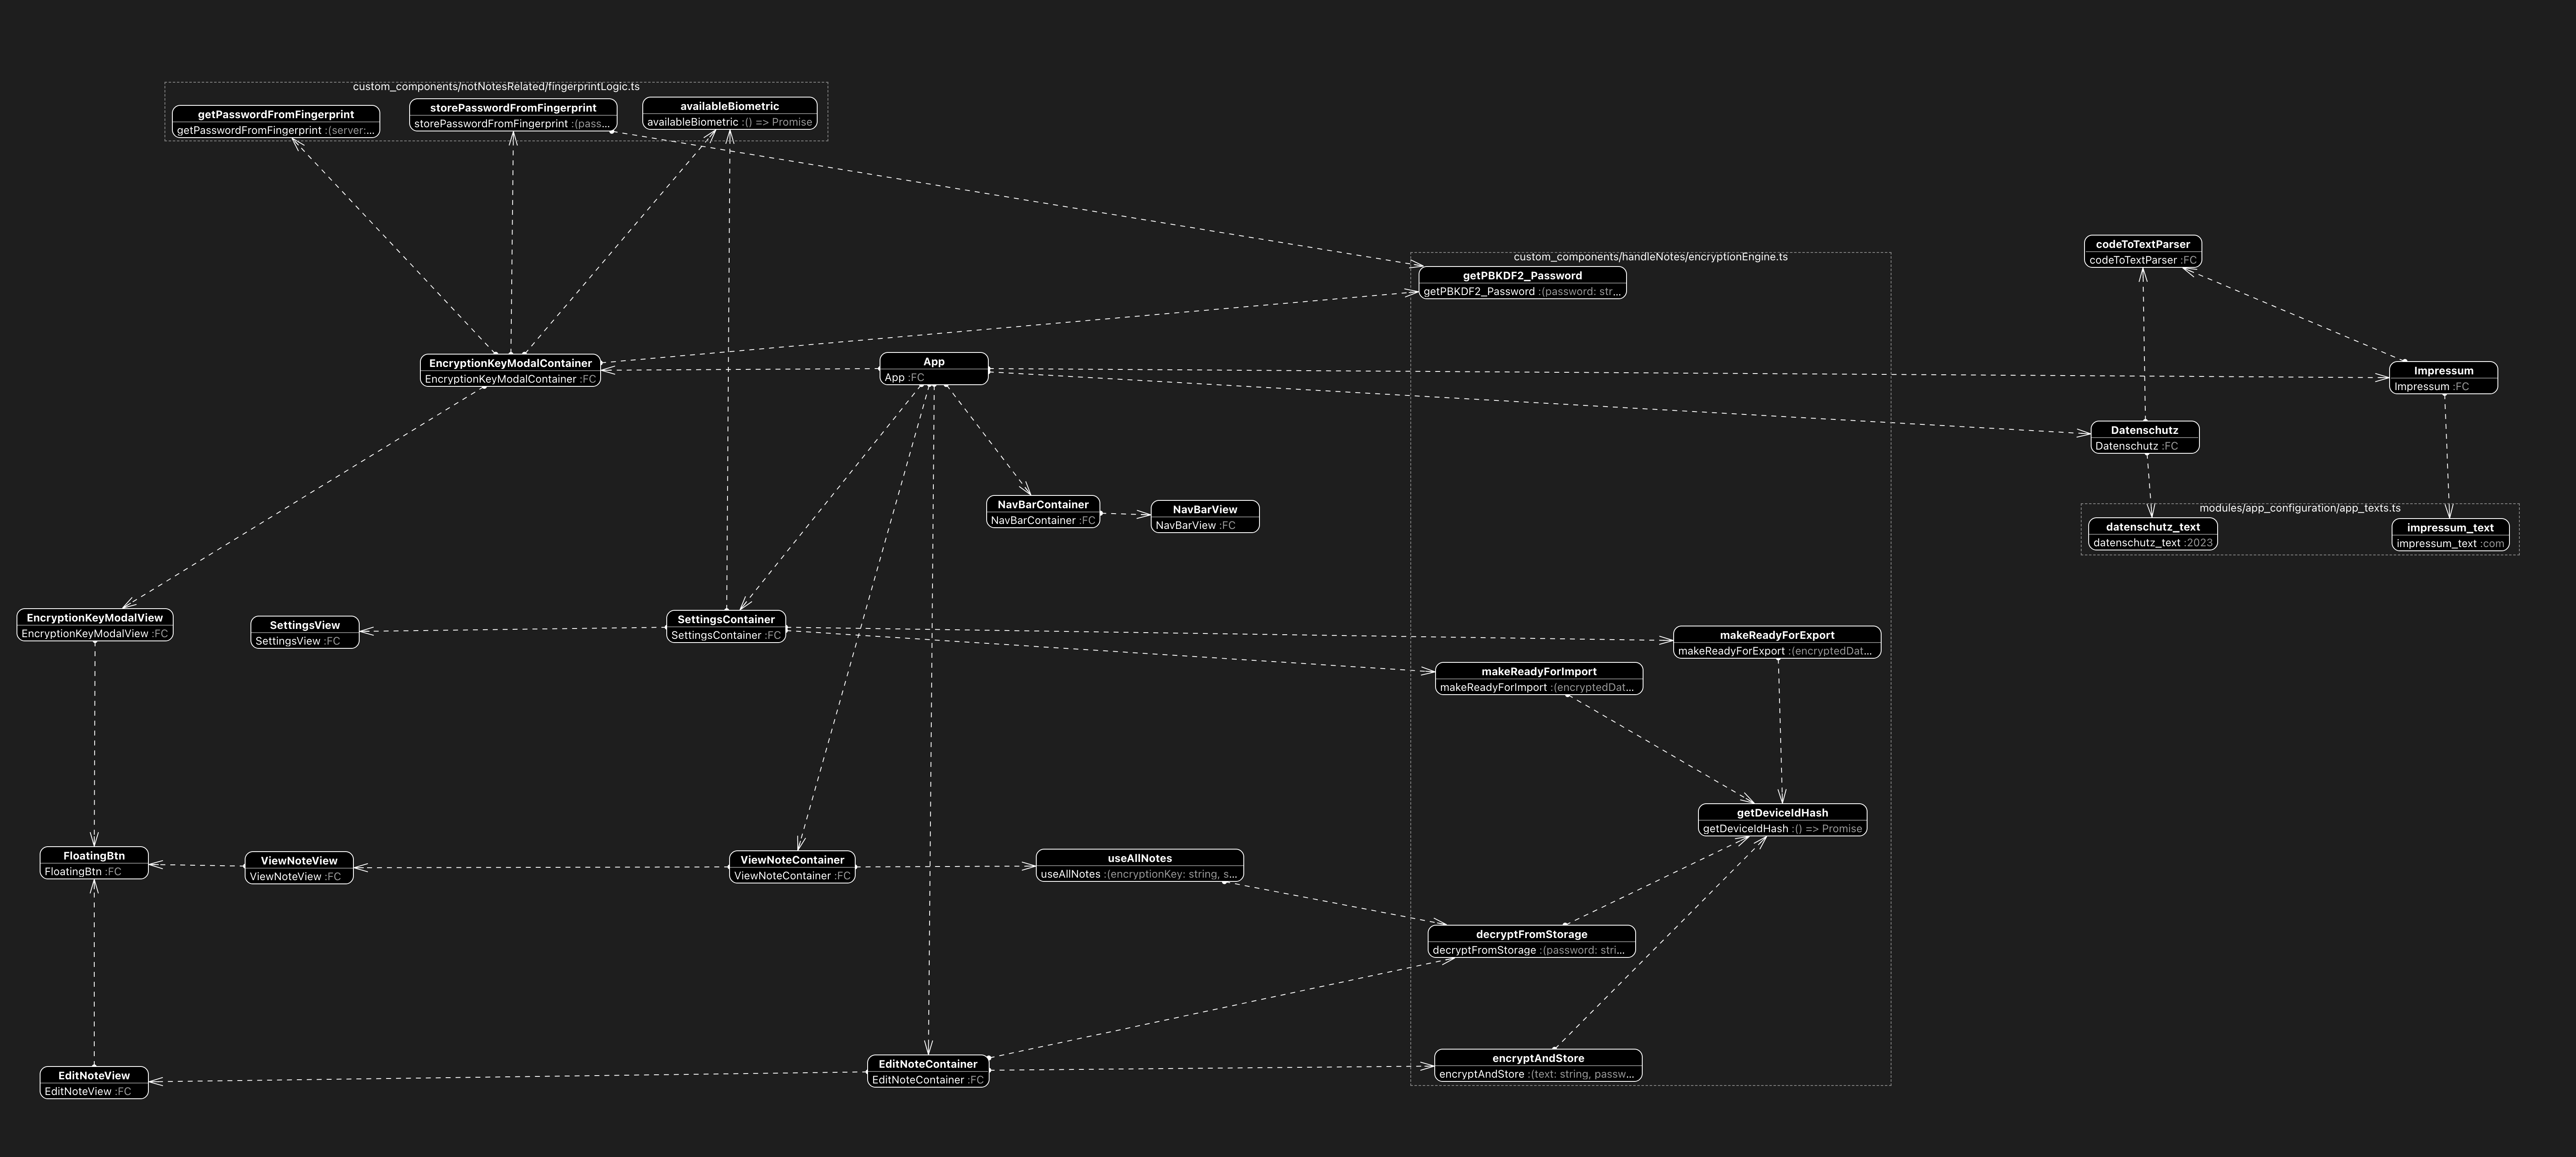 custom_components/notNotesRelated/fingerprintLogic.ts
getPasswordFromFingerprint
getPasswordFromFingerprint :(server:...
storePasswordFromFingerprint
storePasswordFromFingerprint :(pass...
availableBiometric
availableBiometric :() => Promise
codeToTextParser
codeToTextParser :FC
custom_components/handleNotes/encryptionEngine.ts
getPBKDF2_Password
getPBKDF2_Password :(password: str...
EncryptionKeyModalContainer
EncryptionKeyModalContainer :FC
App
App :FC
Impressum
Impressum :FC
Datenschutz
Datenschutz :FC
NavBarContainer
NavBarContainer :FC
NavBarView
NavBarView :FC
modules/app_configuration/app_texts.ts
datenschutz_text
datenschutz_text :2023
impressum_text
impressum_text :com
EncryptionKeyModalView
EncryptionKeyModalView :FC
SettingsView
SettingsView :FC
SettingsContainer
SettingsContainer :FC
makeReadyForExport
makeReadyForExport :(encryptedDat...
makeReadyForImport
makeReadyForImport :(encryptedDat...
getDeviceIdHash
getDeviceIdHash :() => Promise
FloatingBtn
FloatingBtn :FC
ViewNoteView
ViewNoteView :FC
ViewNoteContainer
ViewNoteContainer :FC
useAllNotes
useAllNotes :(encryptionKey: string, s...
decryptFromStorage
decryptFromStorage :(password: stri...
EditNoteView
EditNoteView :FC
EditNoteContainer
EditNoteContainer :FC
encryptAndStore
encryptAndStore :(text: string, passw...